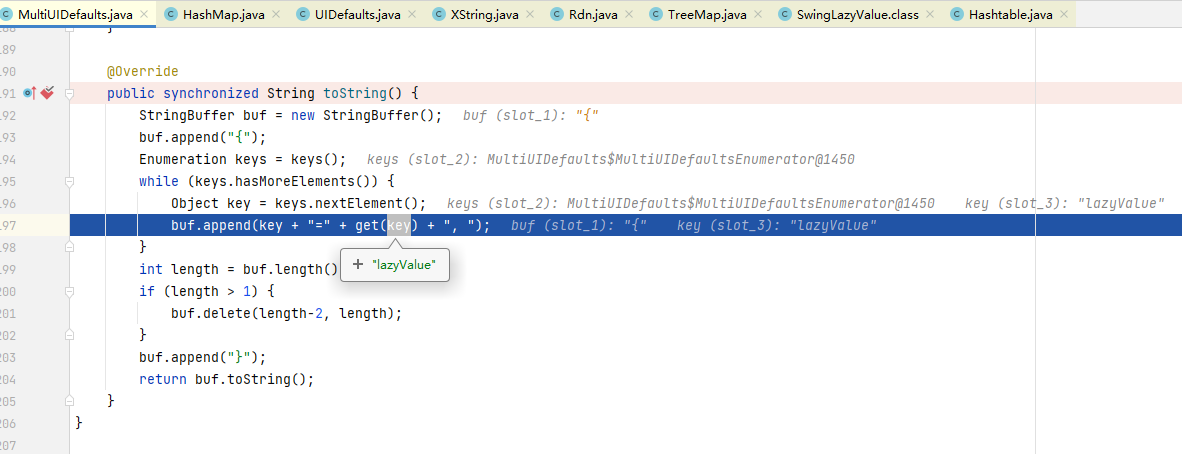 MultiUIDefaults.java × HashMap.java × UIDefaults.java × XString.java × Rdn.java × TreeMap.java × SwingLazyValue.class × Hashtable.java ×
}
189
190 @Override
191 public synchronized String toString() {
192 StringBuffer buf = new StringBuffer(); buf (slot_1): "{"
193 buf.append("{");
194 Enumeration keys = keys(); keys (slot_2): MultiUIDefaults$MultiUIDefaultsEnumerator@1450
195 while (keys.hasMoreElements()) {
196 Object key = keys.nextElement(); keys (slot_2): MultiUIDefaults$MultiUIDefaultsEnumerator@1450 key (slot_3): "lazyValue"
197 buf.append(key + "=" + get(key) + ", "); buf (slot_1): "{" key (slot_3): "lazyValue"
198 }
+ "lazyValue"
199 int length = buf.length()
200 if (length > 1) {
201 buf.delete(length-2, length);
202 }
203 buf.append("}");
204 return buf.toString();
205 }
206 }
207